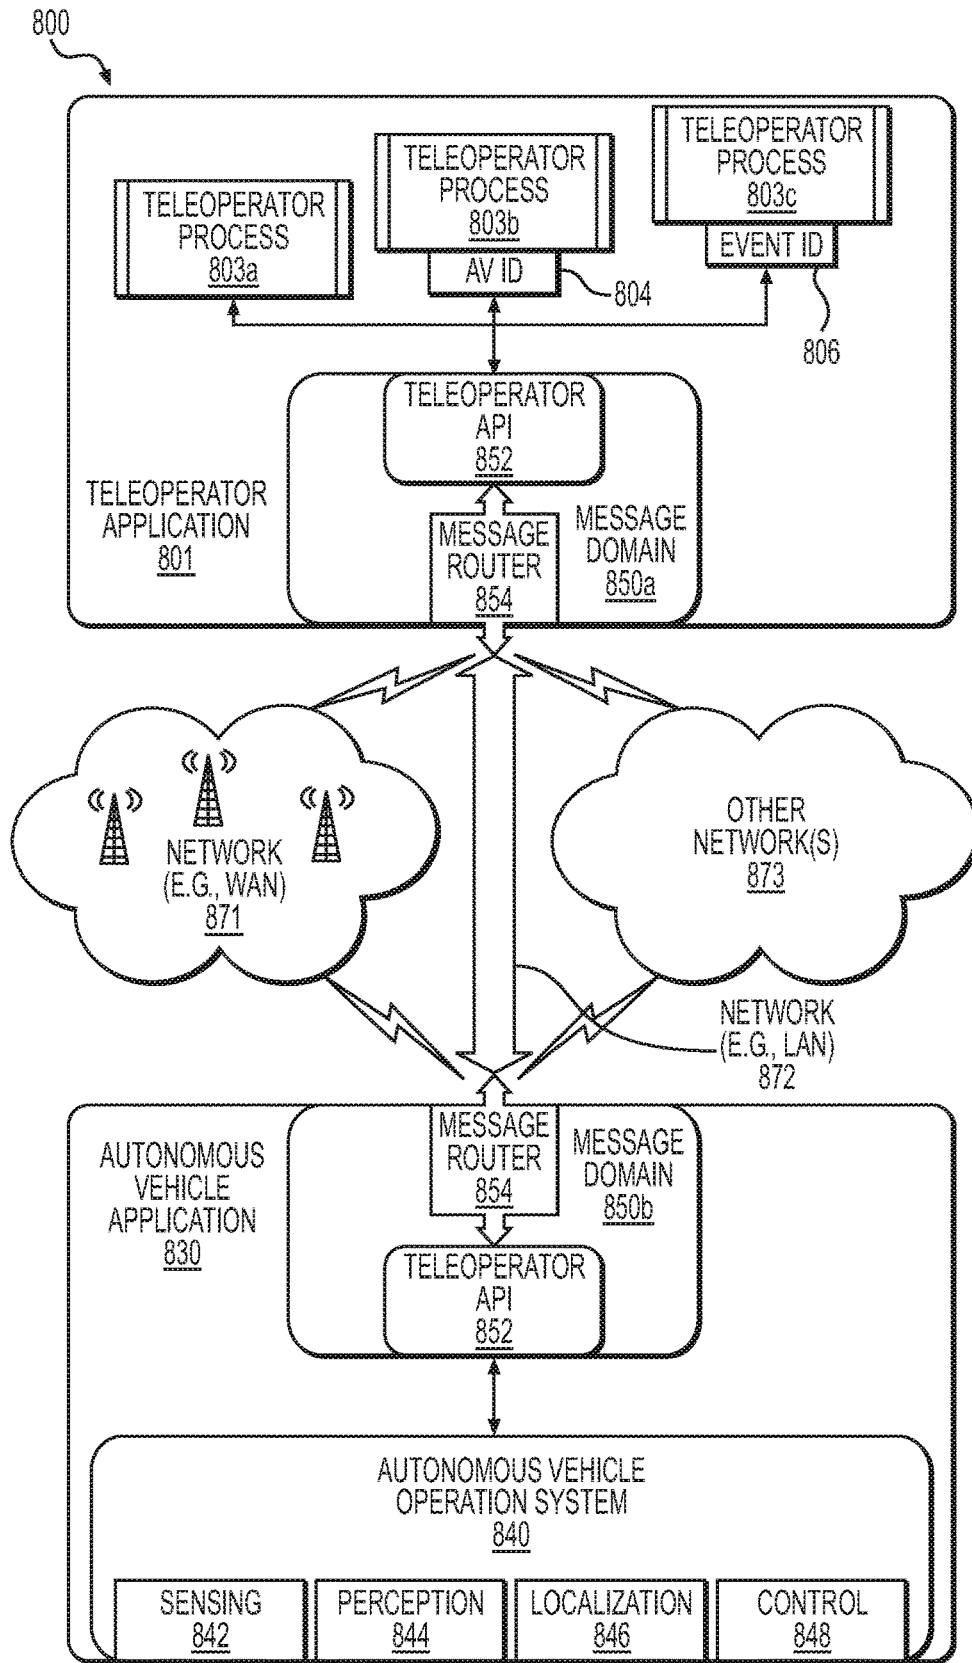 800
TELEOPERATOR
PROCESS
803a
TELEOPERATOR
PROCESS
803b
AV ID
804
TELEOPERATOR
PROCESS
803c
EVENT ID
806
TELEOPERATOR
API
852
TELEOPERATOR
APPLICATION
801
MESSAGE
ROUTER
854
MESSAGE
DOMAIN
850a
NETWORK
(E.G., WAN)
871
OTHER
NETWORK(S)
873
NETWORK
(E.G., LAN)
872
AUTONOMOUS
VEHICLE
APPLICATION
830
MESSAGE
ROUTER
854
MESSAGE
DOMAIN
850b
TELEOPERATOR
API
852
AUTONOMOUS VEHICLE
OPERATION SYSTEM
840
SENSING
842
PERCEPTION
844
LOCALIZATION
846
CONTROL
848